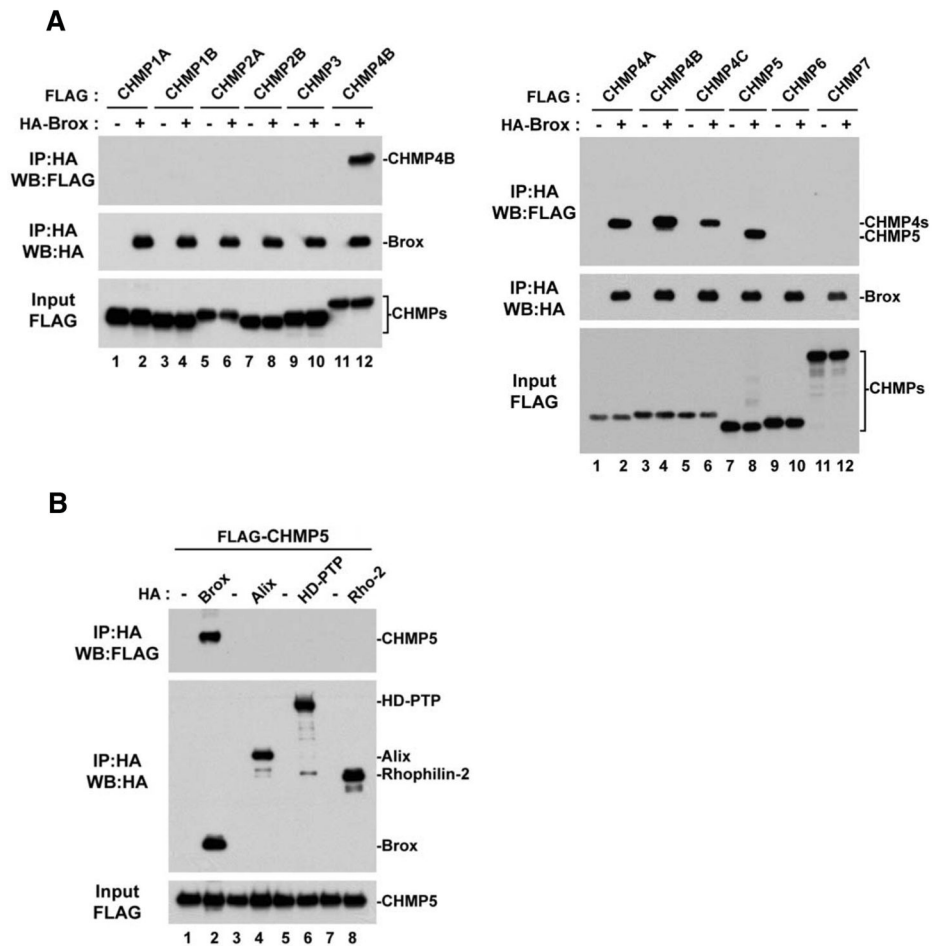 A
CHMP1A CHMP1B CHMP2A CHMP2B CHMP3 CHMP4B
FLAG :
HA-Brox : - + - + - + - + - + - +
IP:HA
WB:FLAG
-CHMP4B
IP:HA
WB:HA
-Brox
Input
FLAG
-CHMPs
1 2 3 4 5 6 7 8 9 10 11 12
CHMP4A CHMP4B CHMP4C CHMP5 CHMP6 CHMP7
FLAG :
HA-Brox : - + - + - + - + - + - +
IP:HA
WB:FLAG
-CHMP4s
-CHMP5
IP:HA
WB:HA
-Brox
Input
FLAG
-CHMPs
1 2 3 4 5 6 7 8 9 10 11 12
B
FLAG-CHMP5
HA : - Brox - Alix - HD-PTP - Rho-2
IP:HA
WB:FLAG
-CHMP5
-HD-PTP
IP:HA
WB:HA
-Alix
-Rhophilin-2
-Brox
Input
FLAG
-CHMP5
1 2 3 4 5 6 7 8